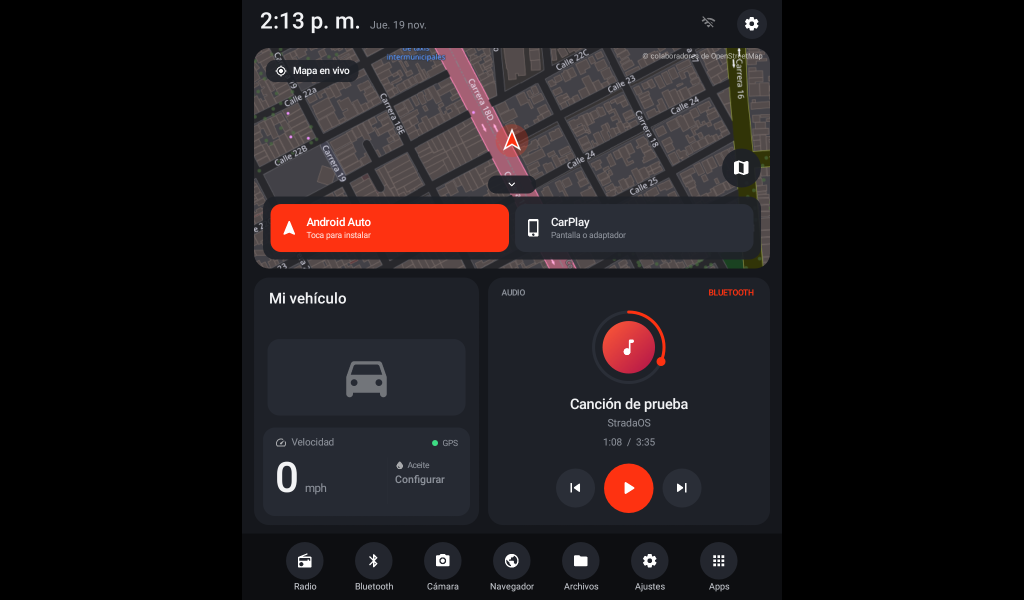 2:13 p. m.
Jue. 19 nov.
de taxis
intermunicipales
© colaboradores de OpenStreetMap
Mapa en vivo
Calle 22a
Calle 22B
Carrera 19
Carrera 18E
Carrera 18D
Calle 22C
Calle 23
Calle 24
Carrera 18
Carrera 16
Calle 24
Calle 25
Android Auto
Toca para instalar
CarPlay
Pantalla o adaptador
Mi vehículo
Velocidad
GPS
0 mph
Aceite
Configurar
AUDIO
BLUETOOTH
Canción de prueba
StradaOS
1:08 / 3:35
Radio
Bluetooth
Cámara
Navegador
Archivos
Ajustes
Apps